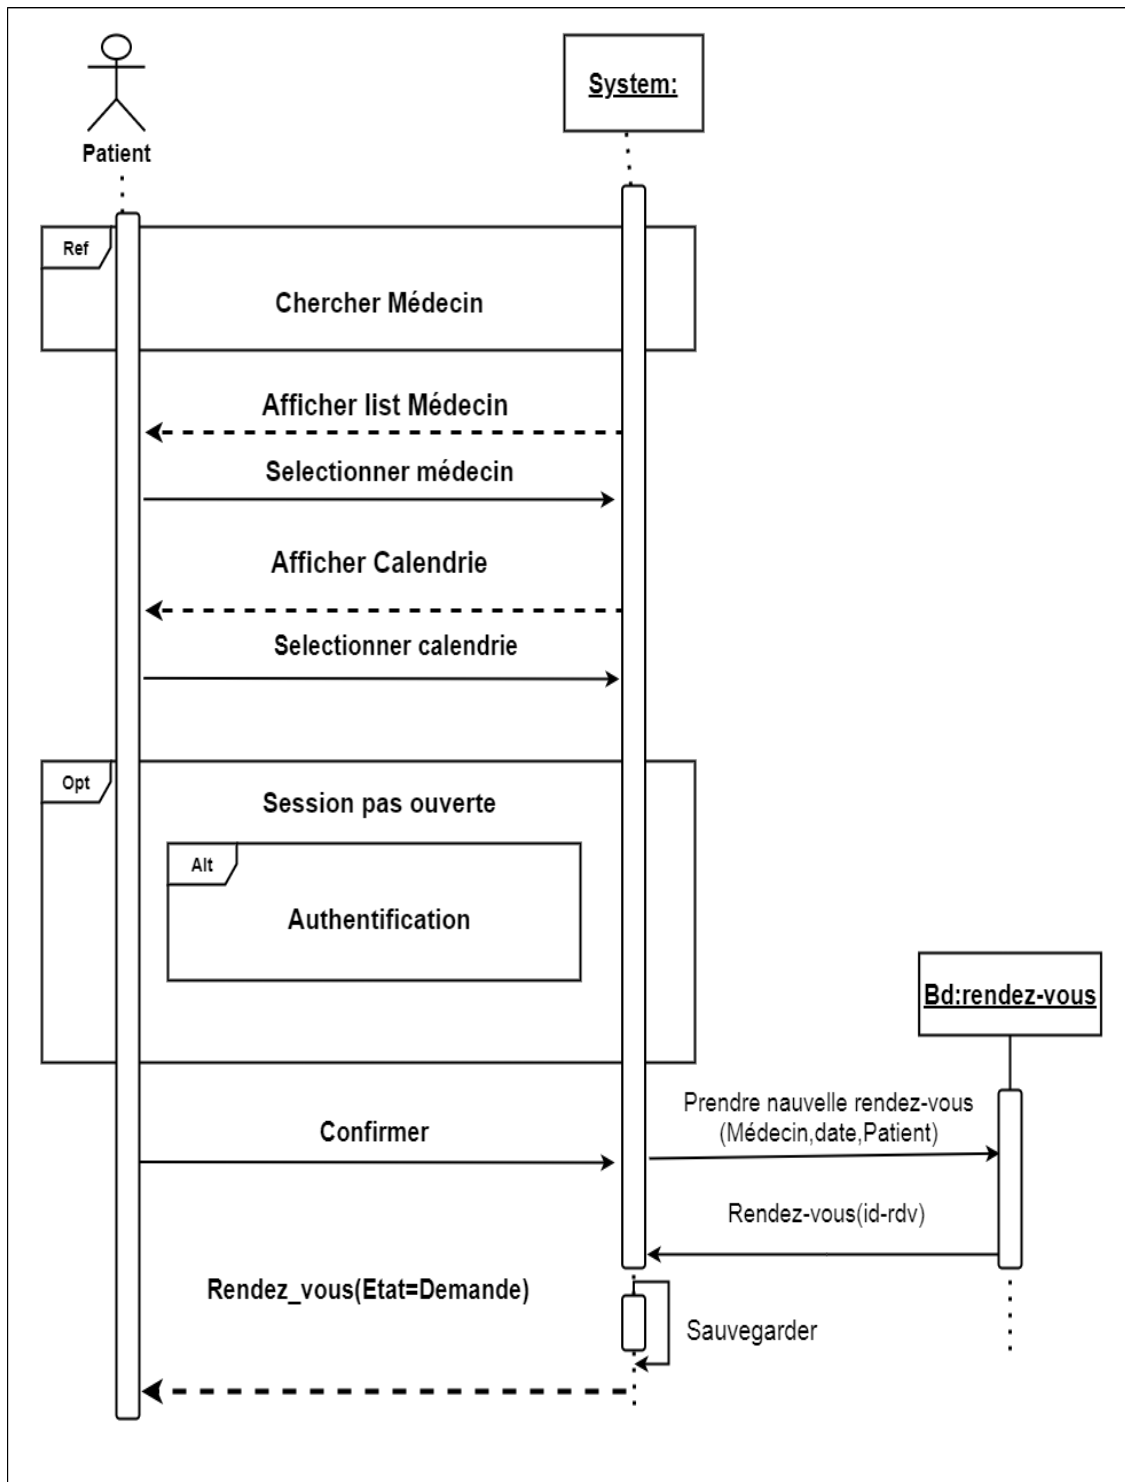 System:
Patient
Ref
Chercher Médecin
Afficher list Médecin
Selectionner médecin
Afficher Calendrie
Selectionner calendrie
Opt
Session pas ouverte
Alt
Authentification
Bd:rendez-vous
Prendre nauvelle rendez-vous
(Médecin,date,Patient)
Confirmer
Rendez-vous(id-rdv)
Rendez_vous(Etat=Demande)
Sauvegarder